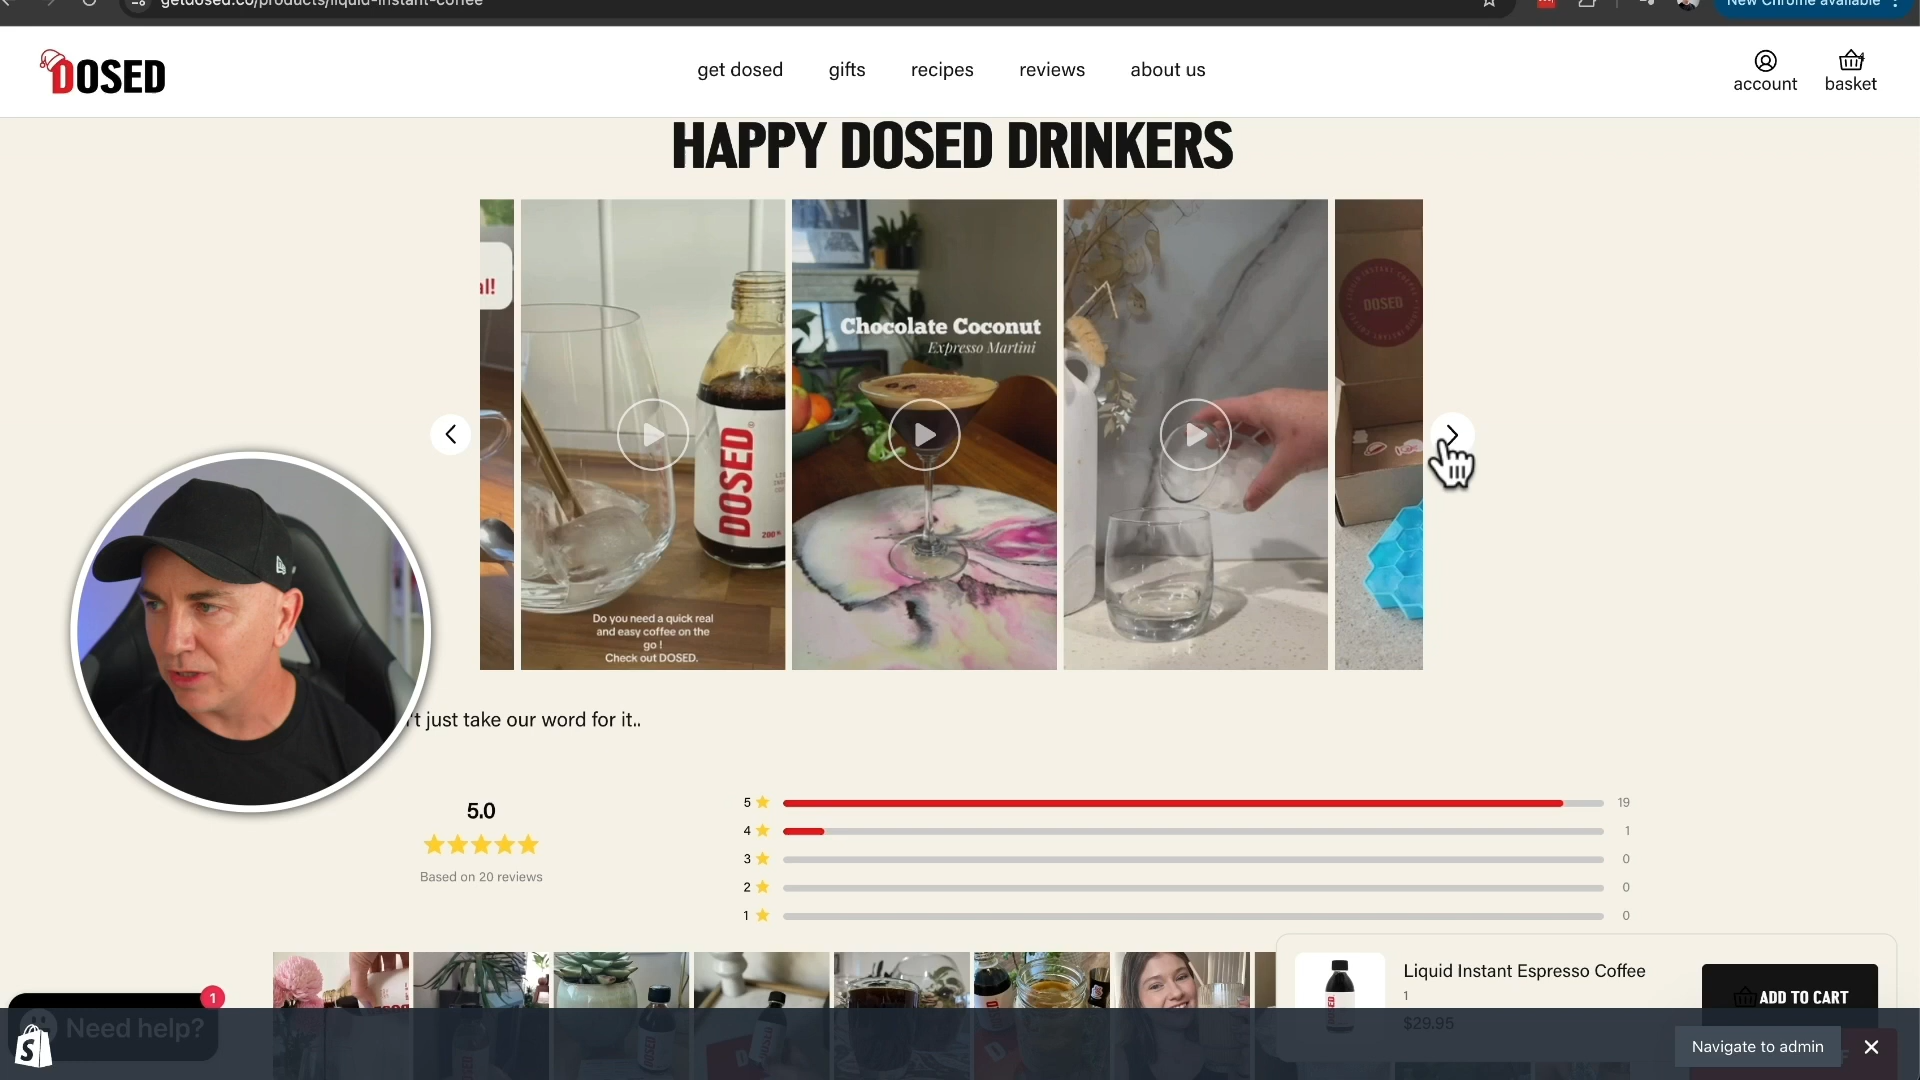 getdosed.co/products/liquid-instant-coffee
New Chrome available
DOSED
get dosed
gifts
recipes
reviews
about us
account
basket
HAPPY DOSED DRINKERS
al!
DOSED
Do you need a quick real
and easy coffee on the
go !
Check out DOSED.
Chocolate Coconut
Expresso Martini
DOSED
't just take our word for it..
5.0
Based on 20 reviews
5 19
4 1
3 0
2 0
1 0
Liquid Instant Espresso Coffee
1
$29.95
ADD TO CART
1
Need help?
Navigate to admin